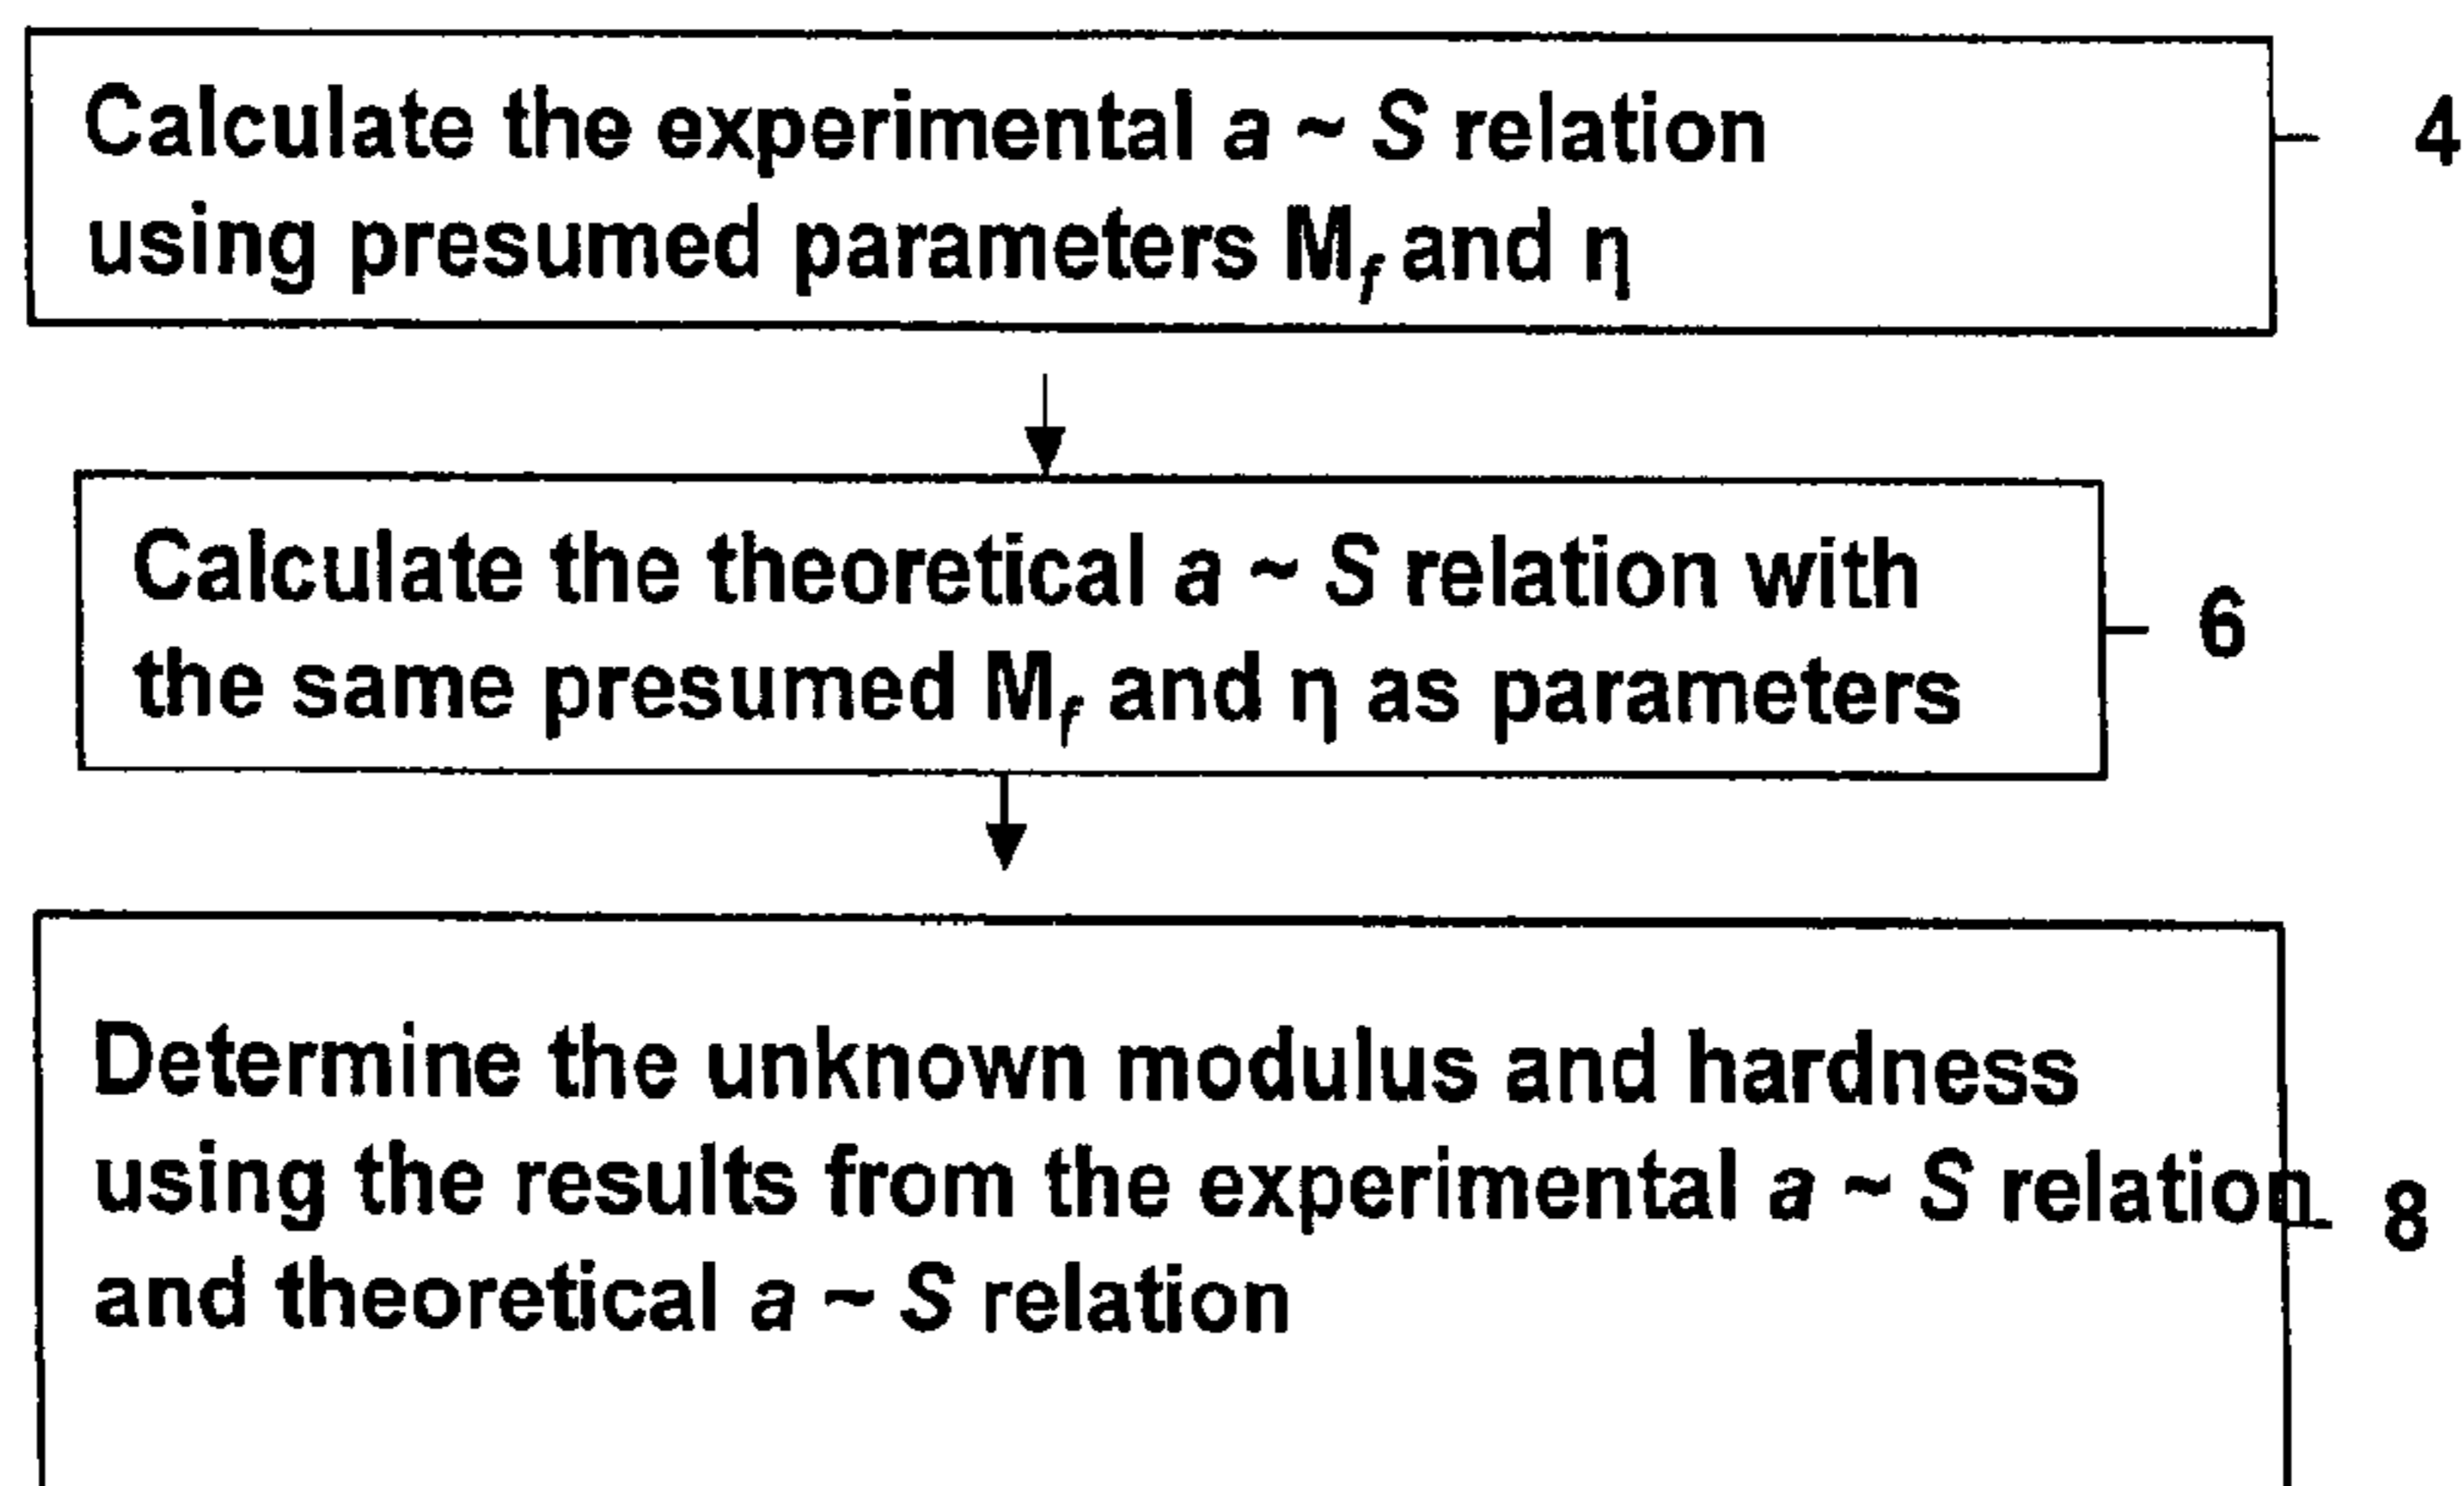 Calculate the experimental a ~ S relation
4
using presumed parameters M_f and η
Calculate the theoretical a ~ S relation with
6
the same presumed M_f and η as parameters
Determine the unknown modulus and hardness
using the results from the experimental a ~ S relation
8
and theoretical a ~ S relation